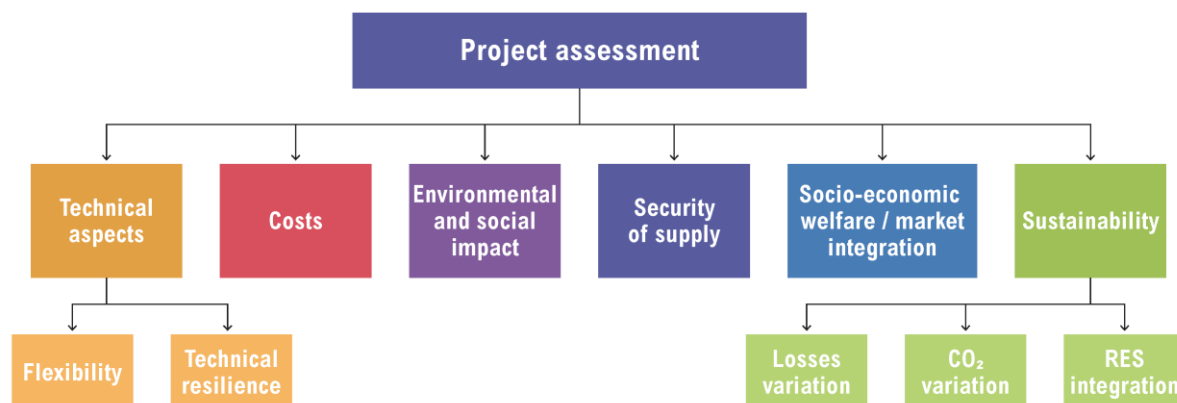 Project assessment
Technical
aspects
Costs
Environmental
and social
impact
Security
of supply
Socio-economic
welfare / market
integration
Sustainability
Flexibility
Technical
resilience
Losses
variation
CO₂
variation
RES
integration